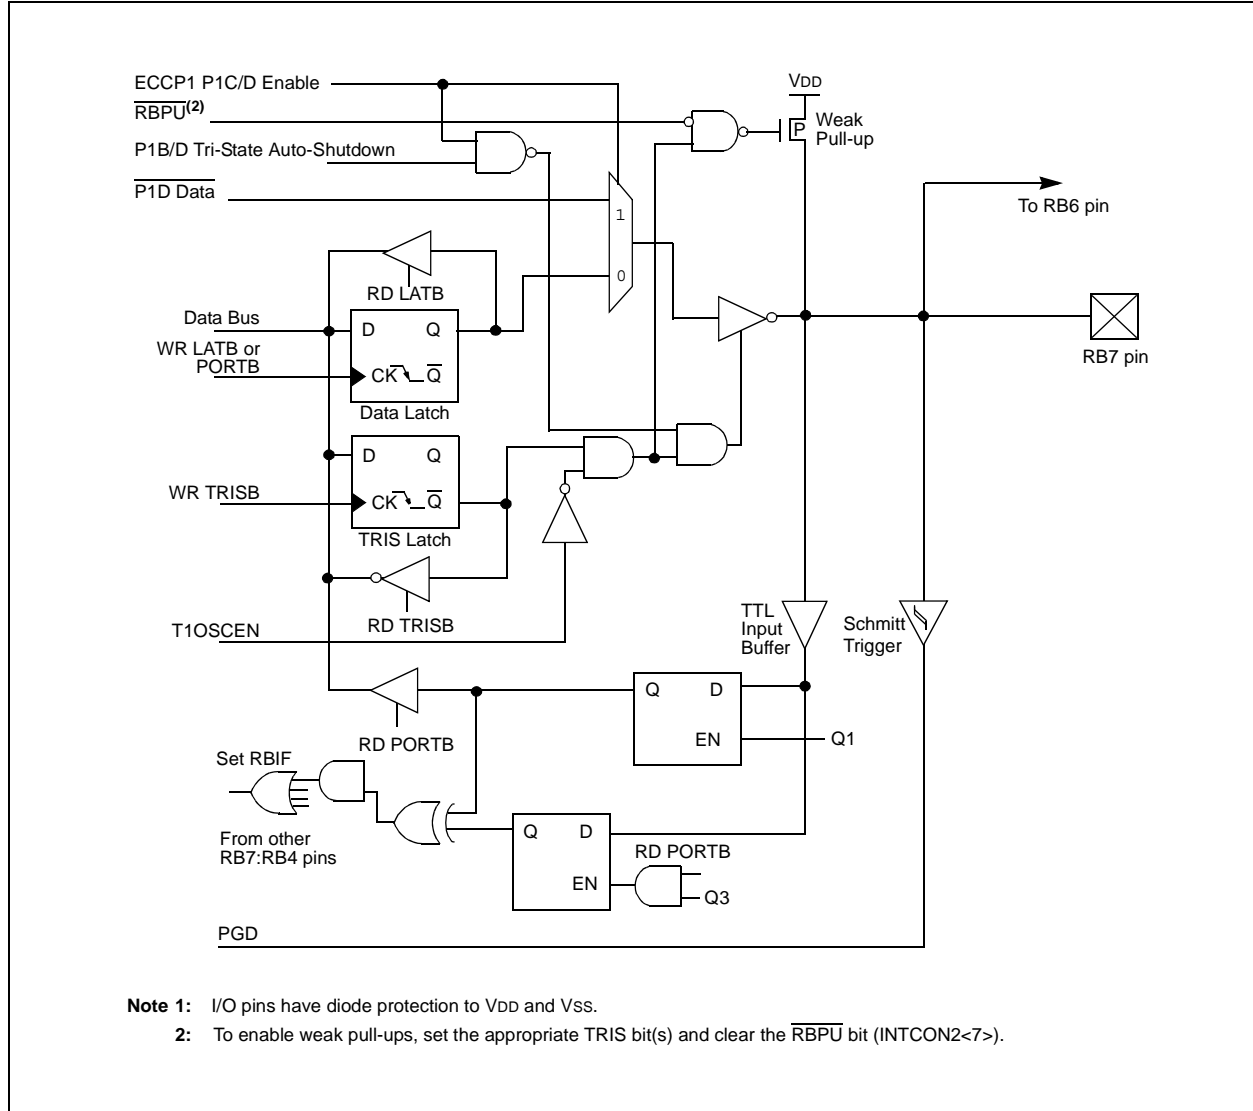 ECCP1 P1C/D Enable
RBPU(2)
P1B/D Tri-State Auto-Shutdown
P1D Data
VDD
P
Weak
Pull-up
To RB6 pin
1
0
RD LATB
Data Bus
WR LATB or
PORTB
D Q
CK Q
Data Latch
RB7 pin
D Q
CK Q
TRIS Latch
WR TRISB
RD TRISB
T1OSCEN
TTL
Input
Buffer
Schmitt
Trigger
Q D
EN
Q1
RD PORTB
Set RBIF
From other
RB7:RB4 pins
Q D
EN
RD PORTB
Q3
PGD
Note 1: I/O pins have diode protection to VDD and VSS.
2: To enable weak pull-ups, set the appropriate TRIS bit(s) and clear the RBPU bit (INTCON2<7>).